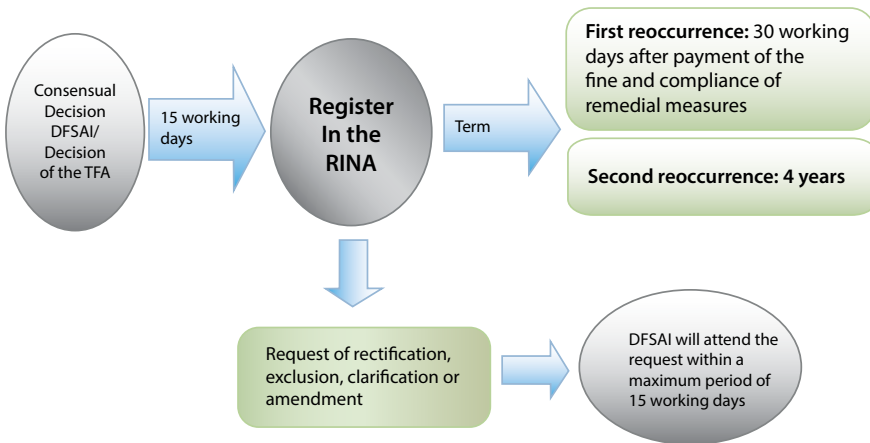 Consensual
Decision
DFSAI/
Decision
of the TFA
15 working
days
Register
In the
RINA
Term
First reoccurrence: 30 working
days after payment of the
fine and compliance of
remedial measures
Second reoccurrence: 4 years
Request of rectification,
exclusion, clarification or
amendment
DFSAI will attend the
request within a
maximum period of
15 working days